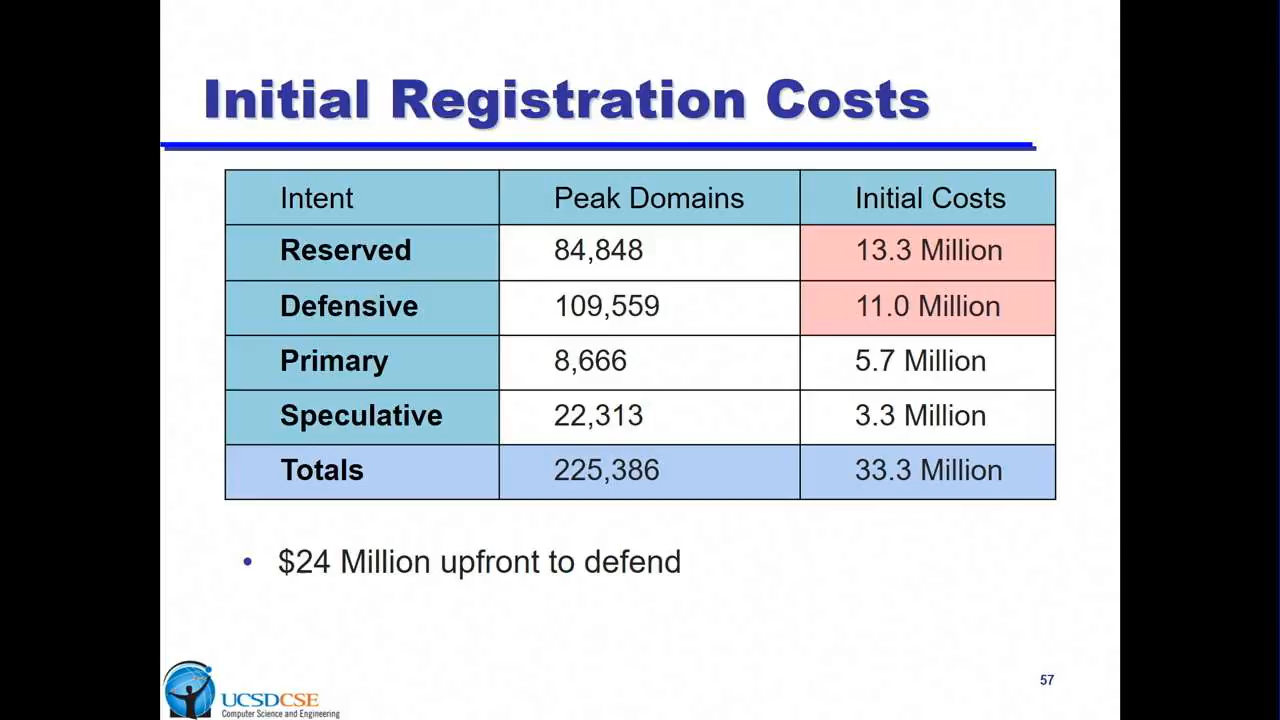 Initial Registration Costs
Intent Peak Domains Initial Costs
Reserved 84,848 13.3 Million
Defensive 109,559 11.0 Million
Primary 8,666 5.7 Million
Speculative 22,313 3.3 Million
Totals 225,386 33.3 Million
• $24 Million upfront to defend
57
UCSDCSE
Computer Science and Engineering